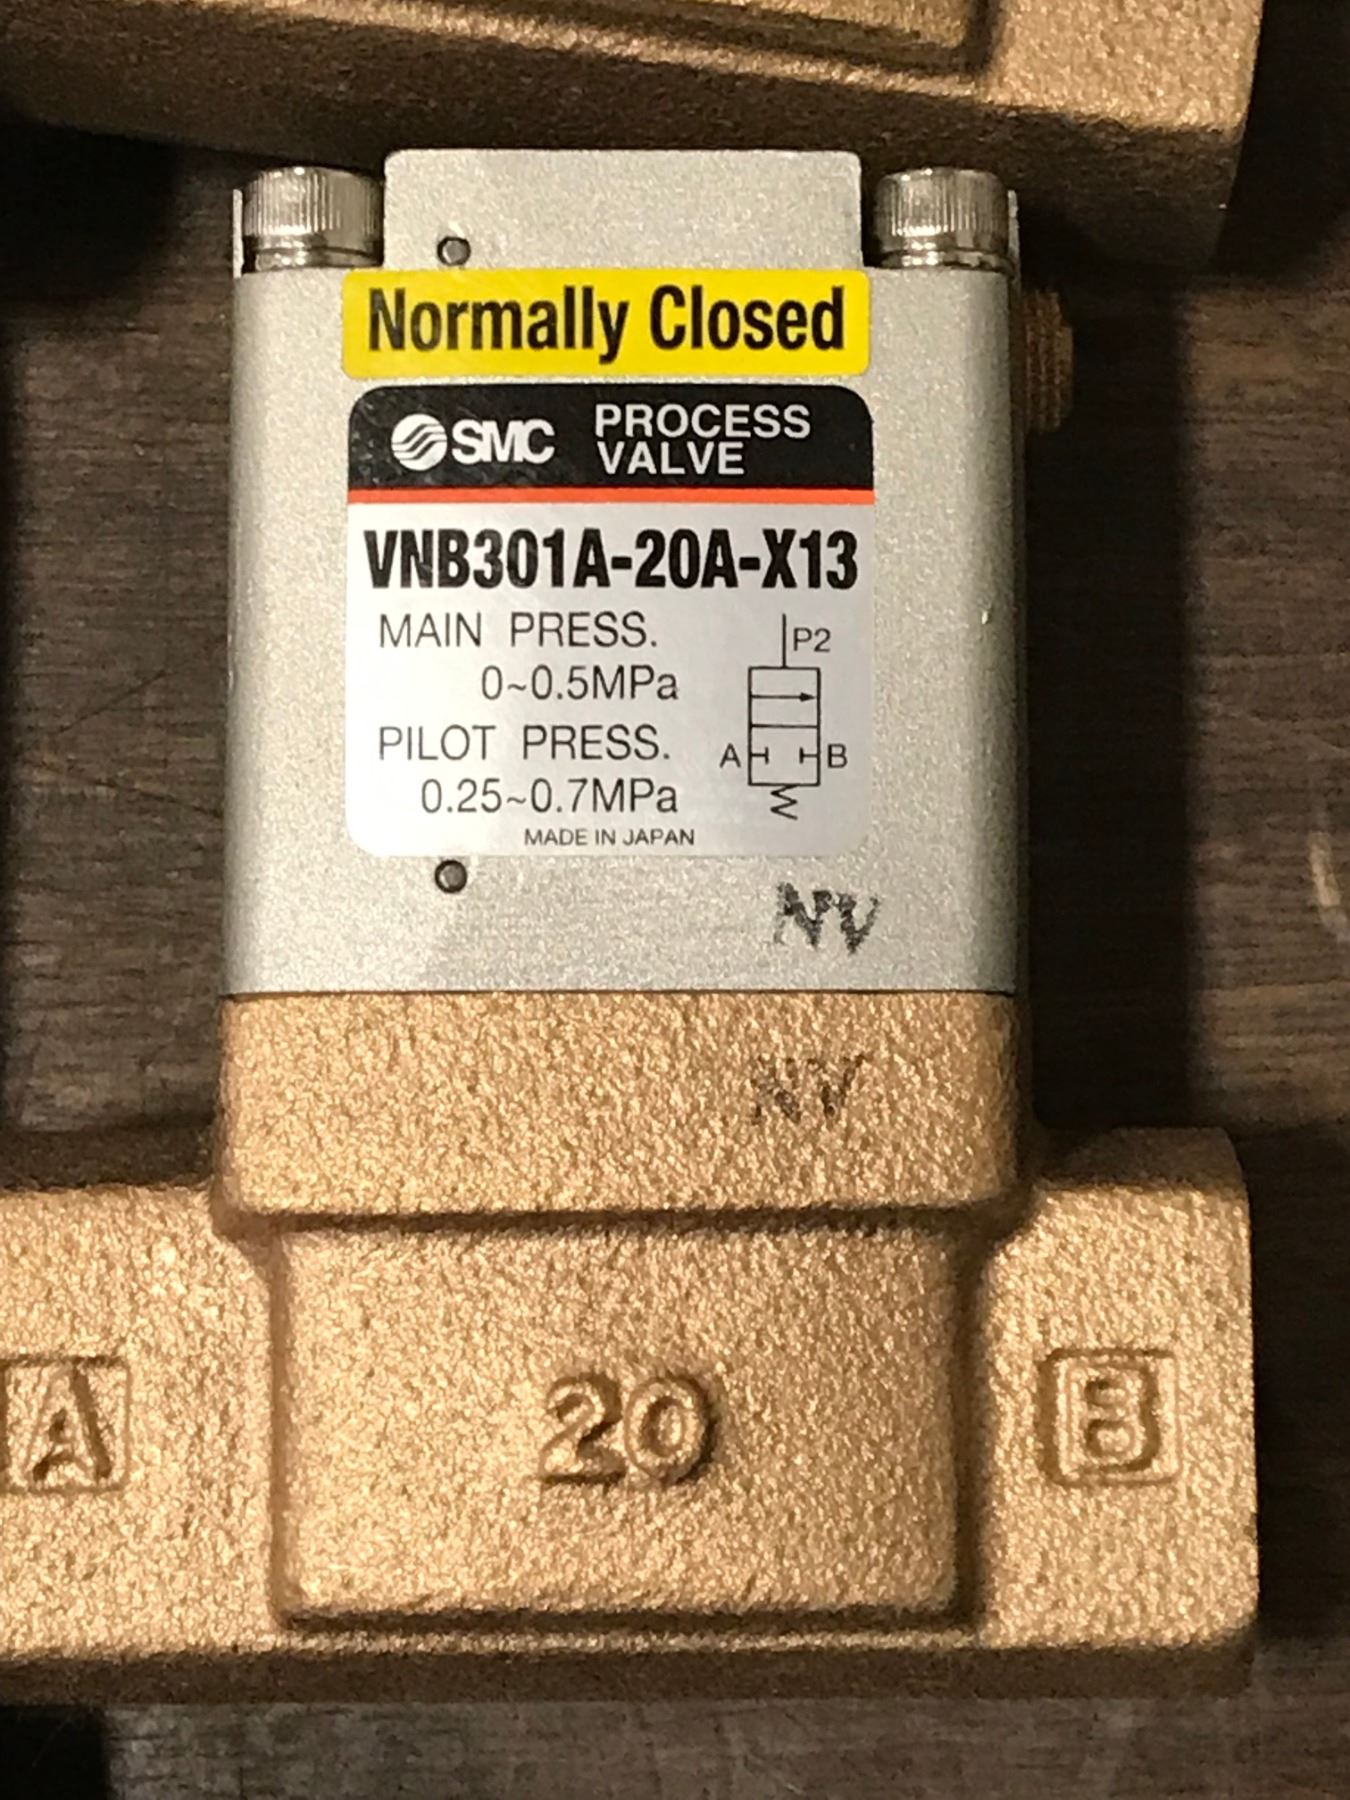 Normally Closed
SMC PROCESS VALVE
VNB301A-20A-X13
MAIN PRESS.
0~0.5MPa
PILOT PRESS.
0.25~0.7MPa
P2
A B
MADE IN JAPAN
NV
NV
A 20 B